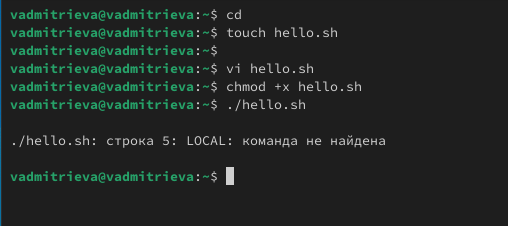 vadmitrieva@vadmitrieva:~$ cd
vadmitrieva@vadmitrieva:~$ touch hello.sh
vadmitrieva@vadmitrieva:~$
vadmitrieva@vadmitrieva:~$ vi hello.sh
vadmitrieva@vadmitrieva:~$ chmod +x hello.sh
vadmitrieva@vadmitrieva:~$ ./hello.sh
./hello.sh: строка 5: LOCAL: команда не найдена
vadmitrieva@vadmitrieva:~$